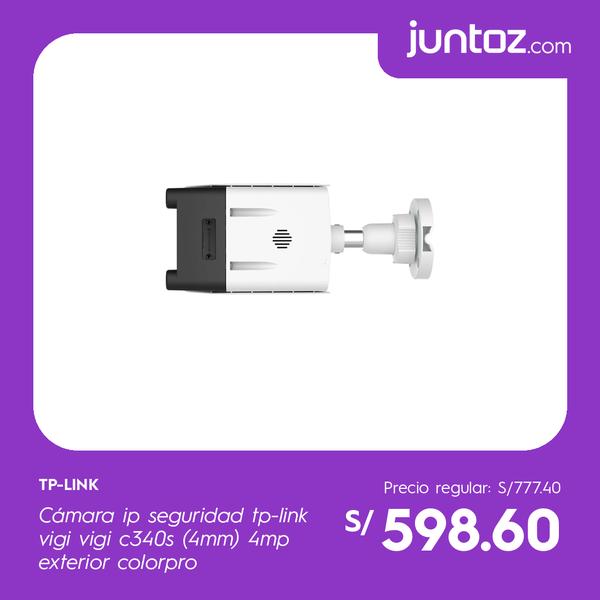 juntoz.com
TP-LINK
Cámara ip seguridad tp-link
vigi vigi c340s (4mm) 4mp
exterior colorpro
Precio regular: S/777.40
S/ 598.60